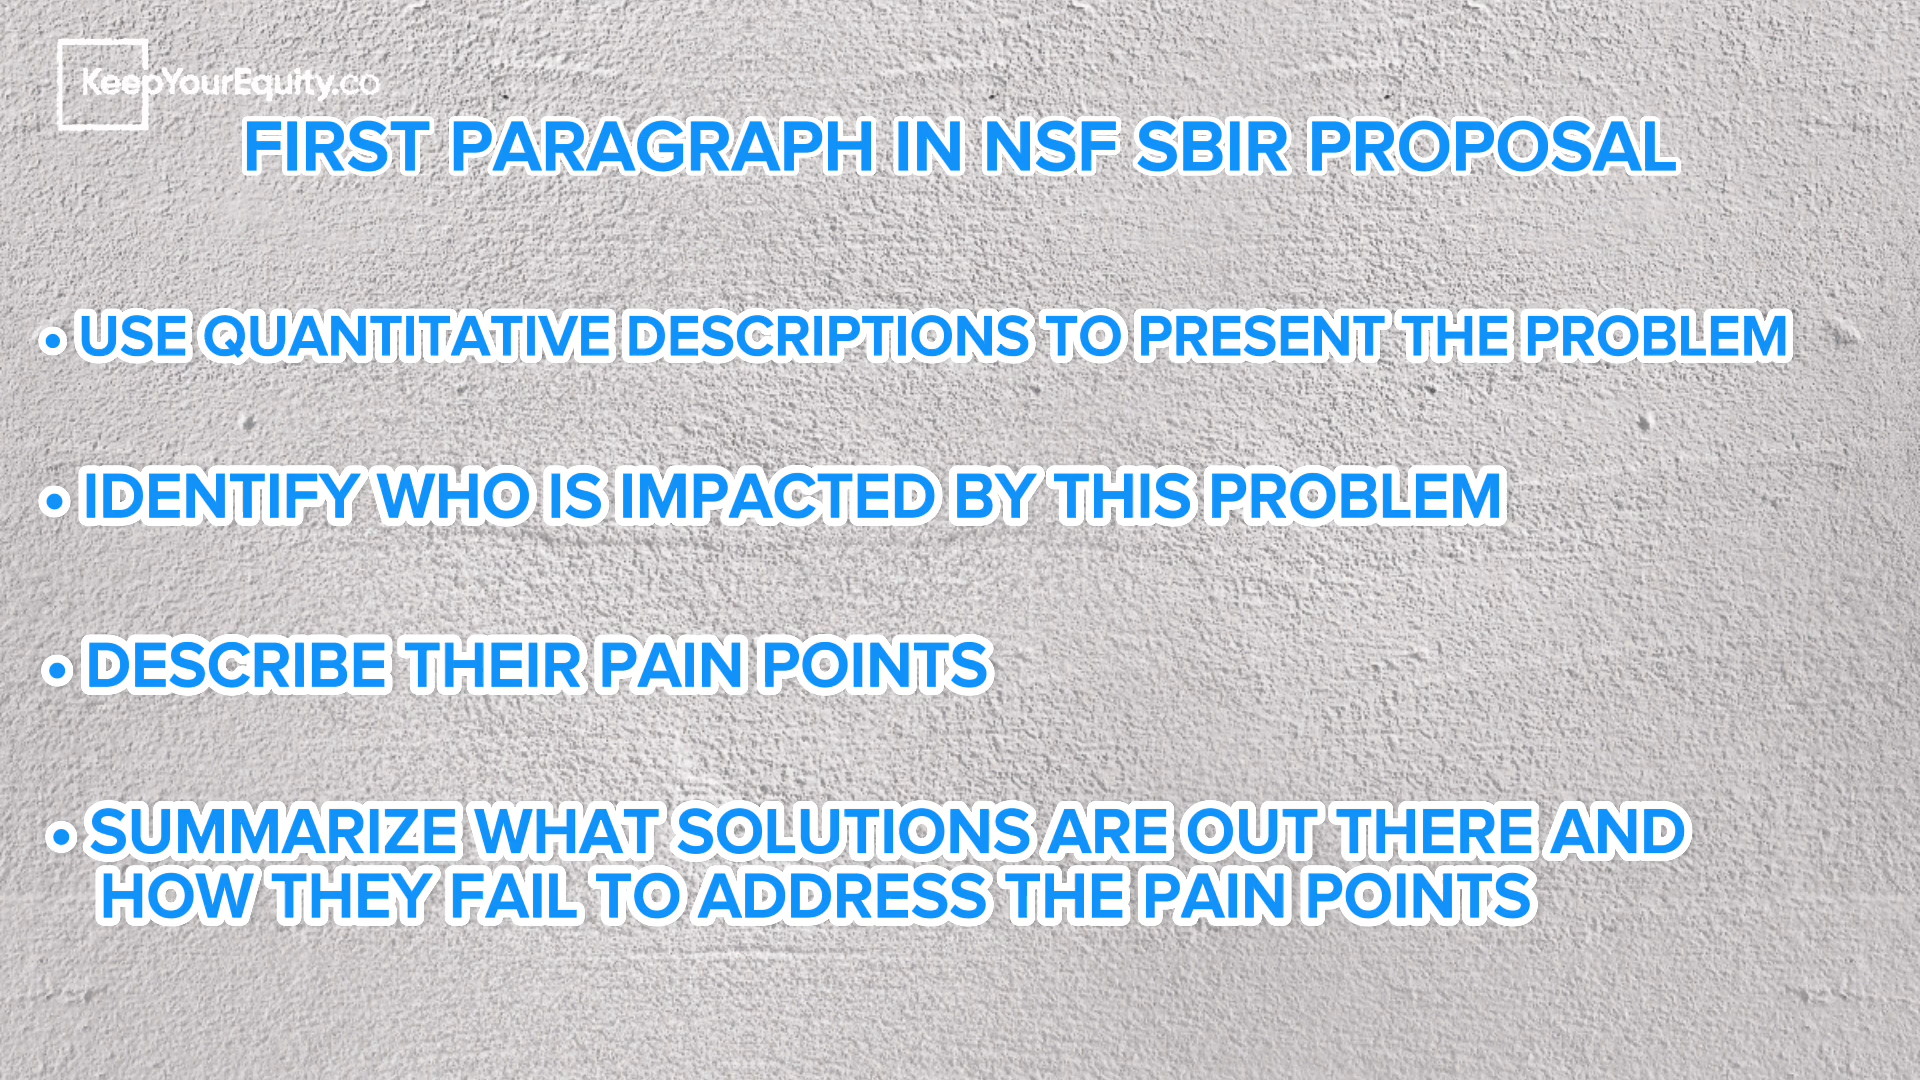 KeepYourEquity.co
FIRST PARAGRAPH IN NSF SBIR PROPOSAL
• USE QUANTITATIVE DESCRIPTIONS TO PRESENT THE PROBLEM
• IDENTIFY WHO IS IMPACTED BY THIS PROBLEM
• DESCRIBE THEIR PAIN POINTS
• SUMMARIZE WHAT SOLUTIONS ARE OUT THERE AND
HOW THEY FAIL TO ADDRESS THE PAIN POINTS